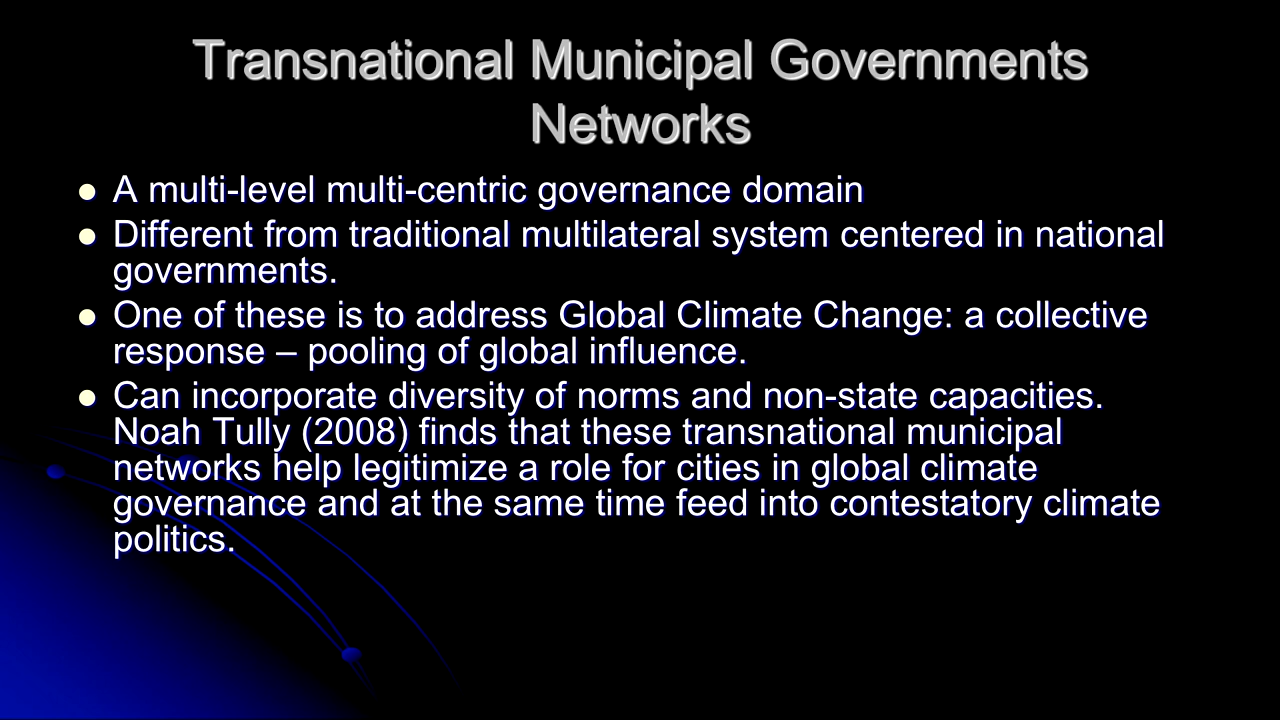 Transnational Municipal Governments
Networks
A multi-level multi-centric governance domain
Different from traditional multilateral system centered in national
governments.
One of these is to address Global Climate Change: a collective
response – pooling of global influence.
Can incorporate diversity of norms and non-state capacities.
Noah Tully (2008) finds that these transnational municipal
networks help legitimize a role for cities in global climate
governance and at the same time feed into contestatory climate
politics.